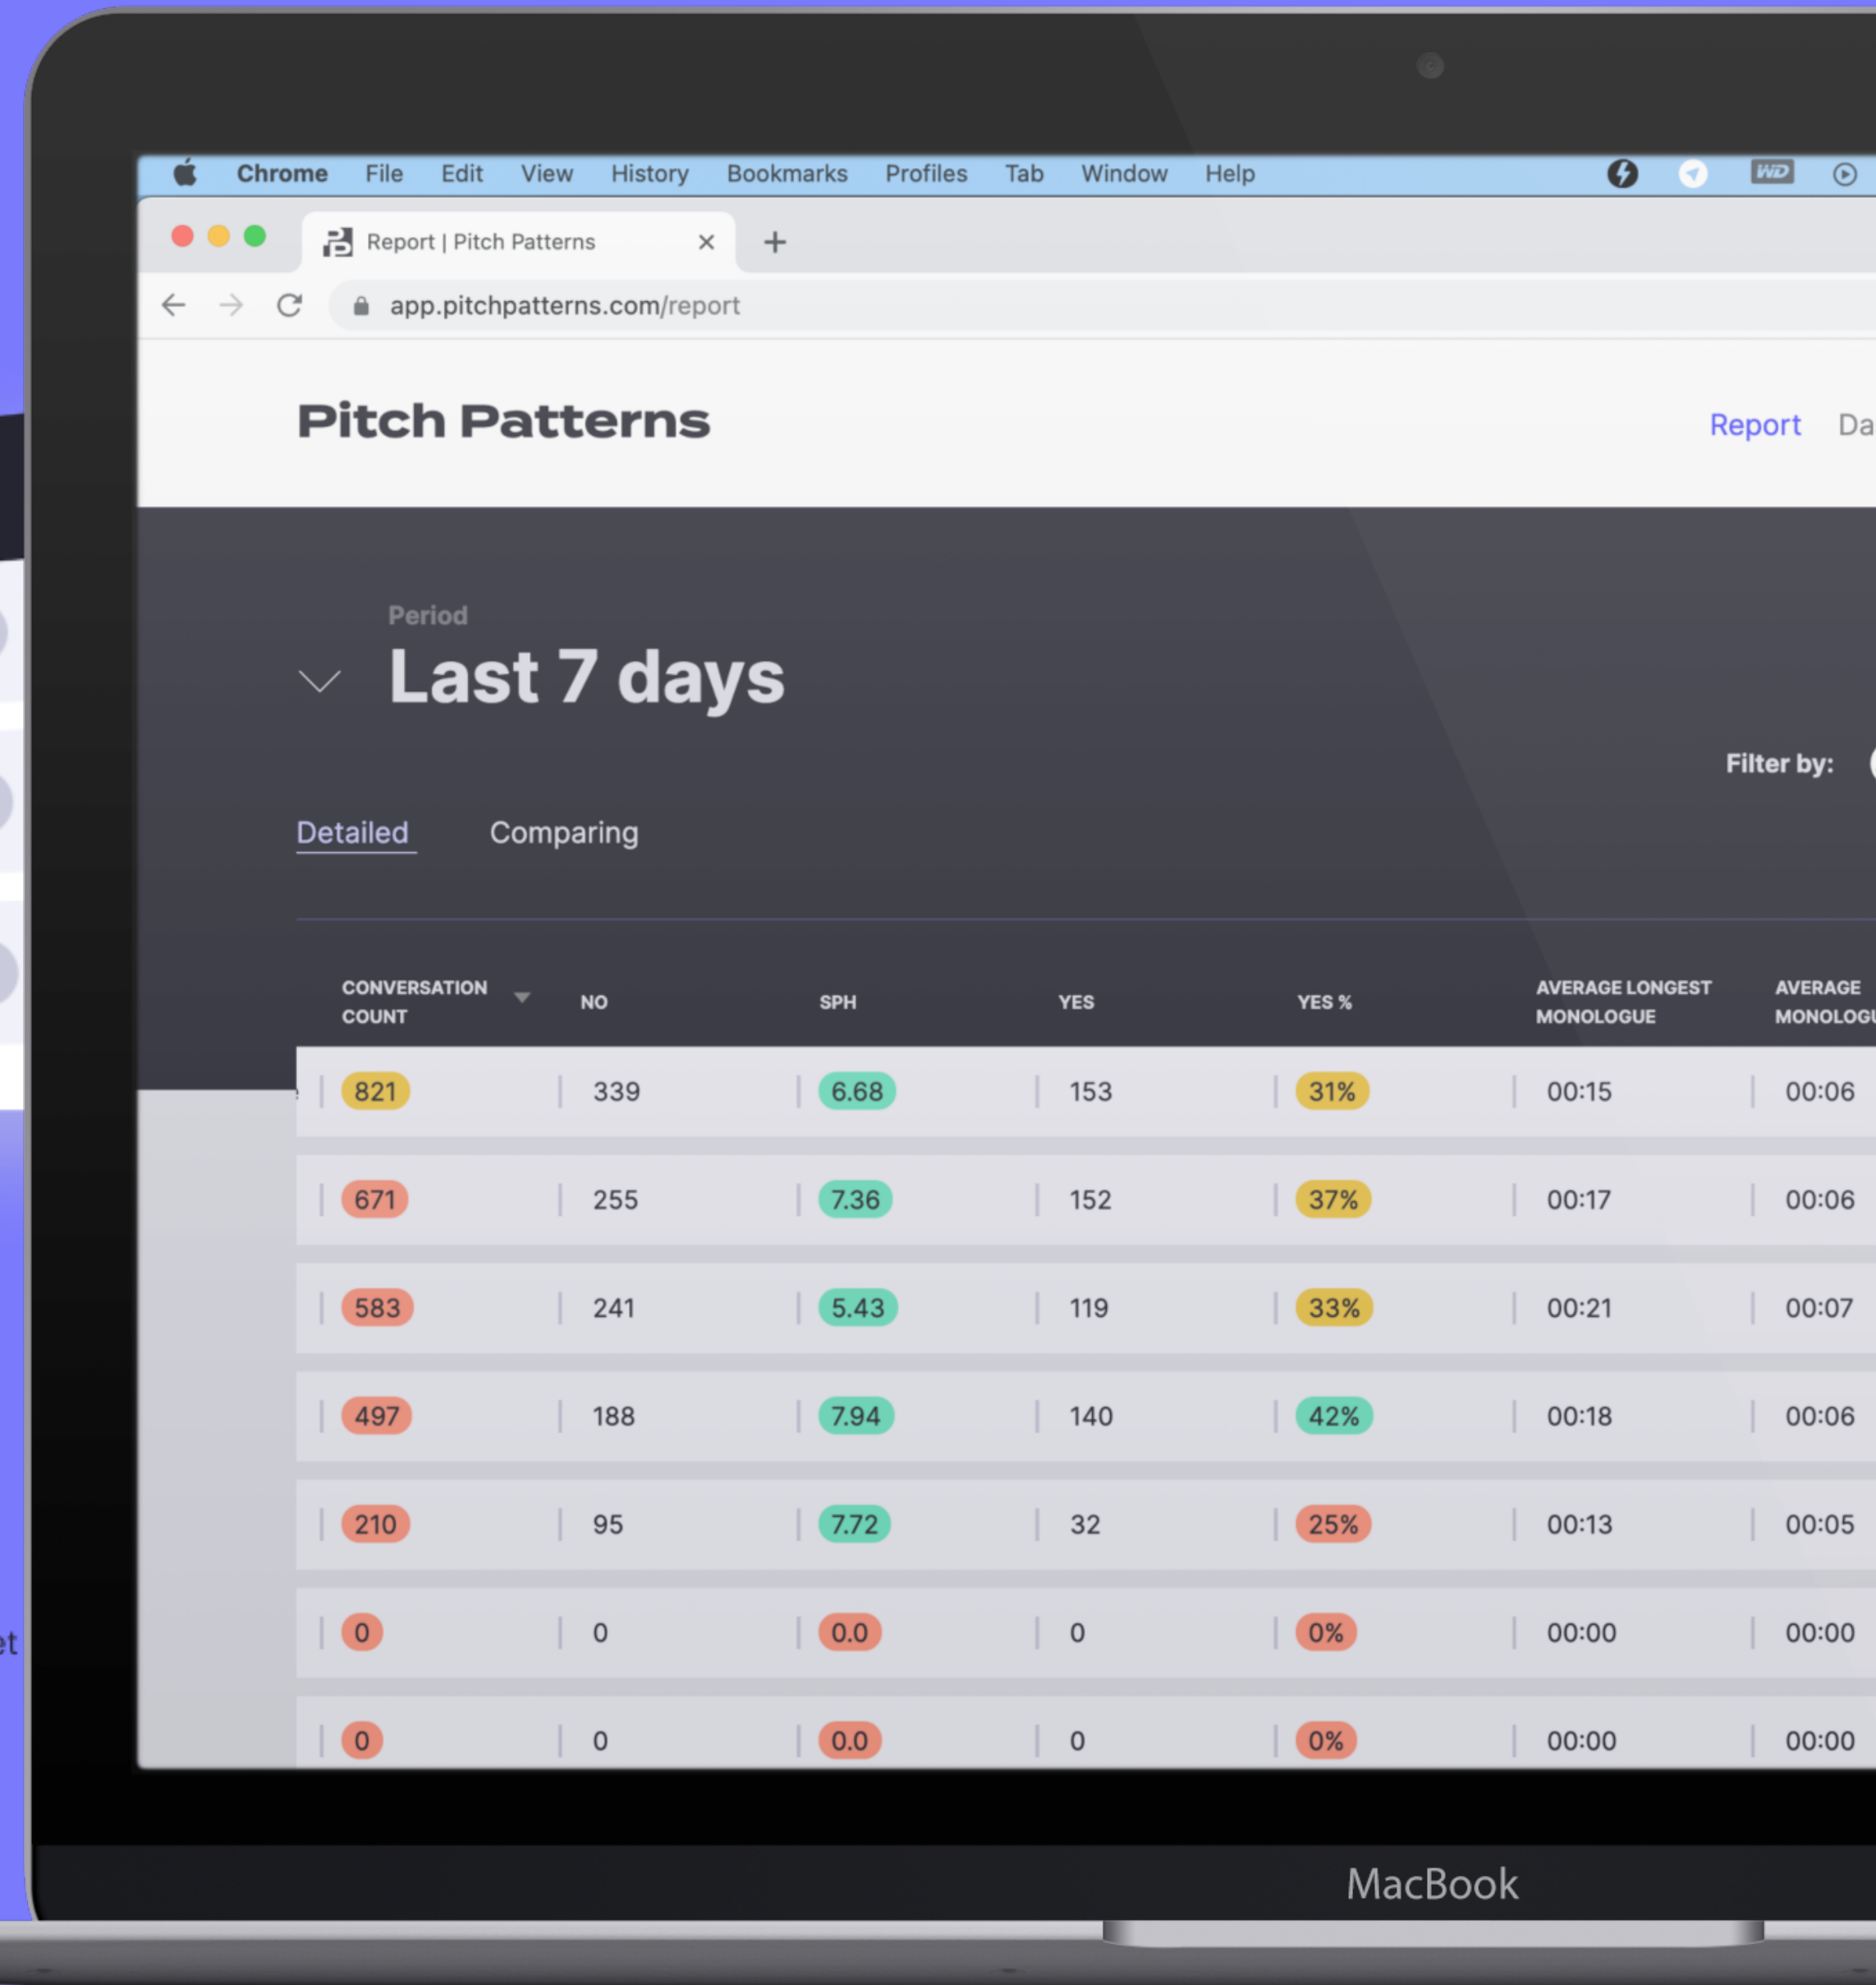 Chrome File Edit View History Bookmarks Profiles Tab Window Help WD
Report | Pitch Patterns
app.pitchpatterns.com/report
Pitch Patterns
Report Da
Period
Last 7 days
Filter by:
Detailed Comparing
CONVERSATION COUNT NO SPH YES YES % AVERAGE LONGEST MONOLOGUE AVERAGE MONOLOGU
821 339 6.68 153 31% 00:15 00:06
671 255 7.36 152 37% 00:17 00:06
583 241 5.43 119 33% 00:21 00:07
497 188 7.94 140 42% 00:18 00:06
210 95 7.72 32 25% 00:13 00:05
0 0 0.0 0 0% 00:00 00:00
et
0 0 0.0 0 0% 00:00 00:00
MacBook